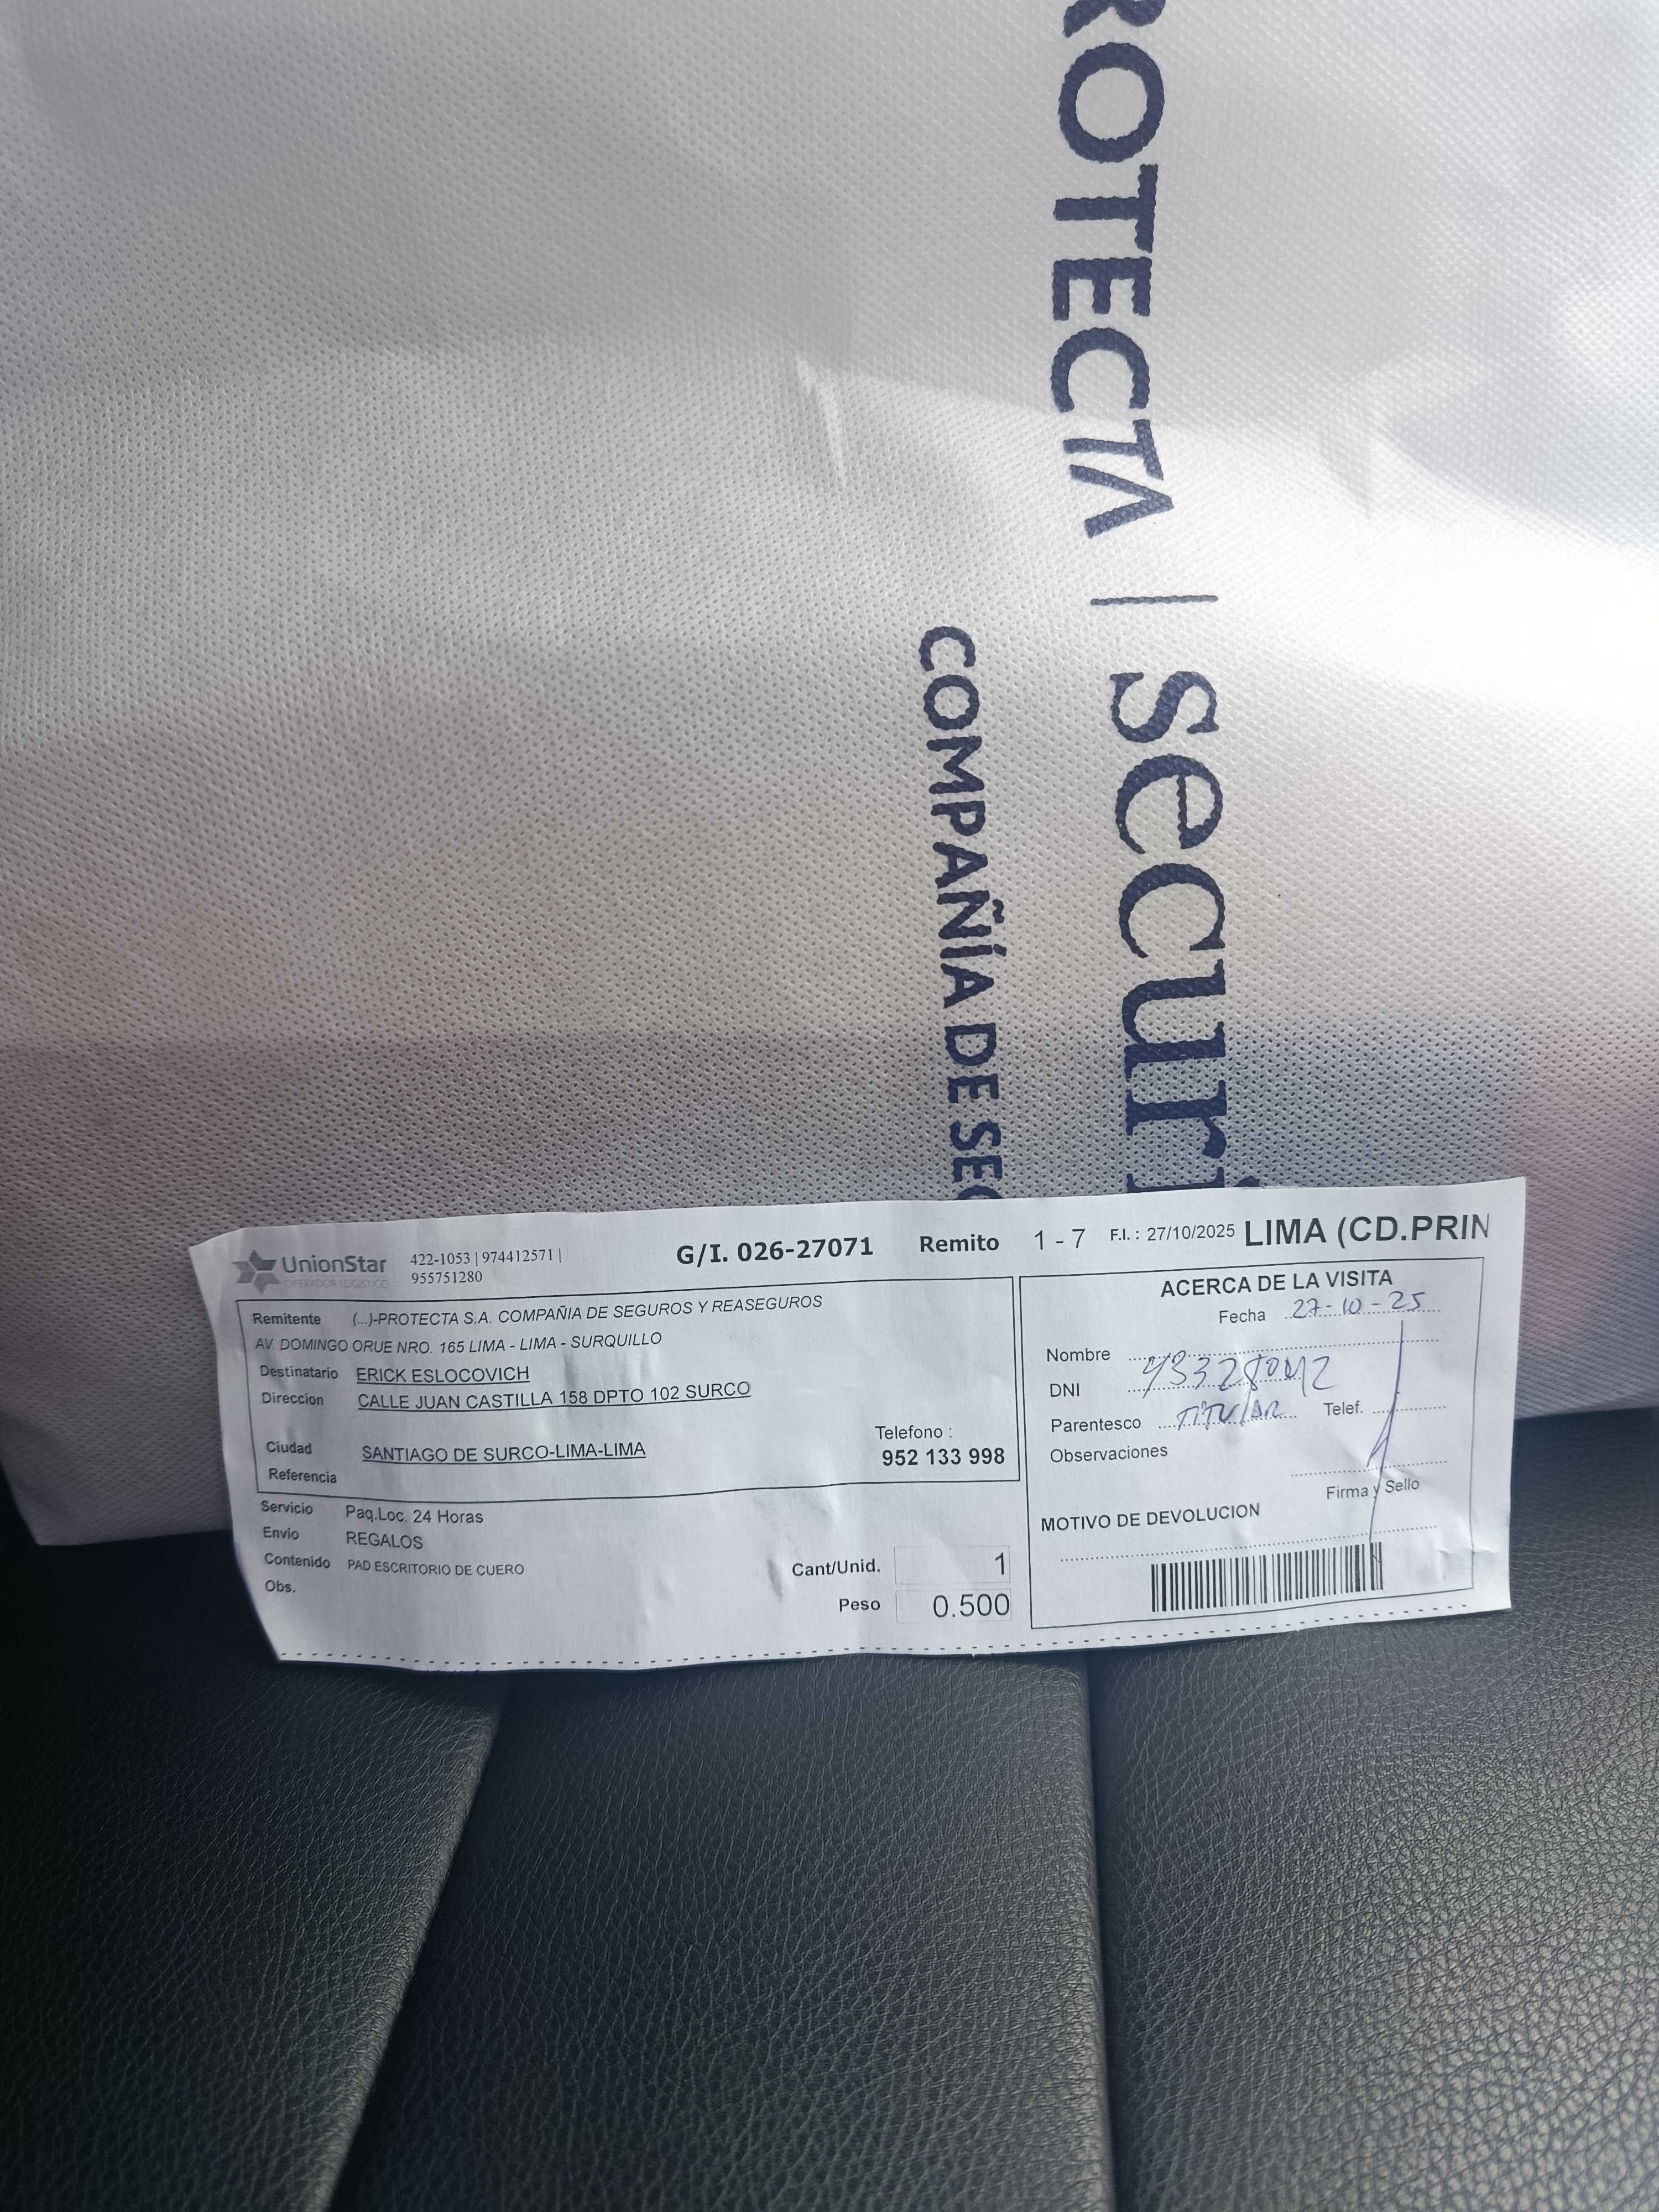 ROTECTA | Securi
COMPAÑÍA DE SEG
UnionStar
OPERADOR LOGISTICO
422-1053 | 974412571 |
955751280
G/I. 026-27071 Remito 1 - 7 F.I. : 27/10/2025 LIMA (CD.PRIN
Remitente (...)-PROTECTA S.A. COMPAÑIA DE SEGUROS Y REASEGUROS
AV. DOMINGO ORUE NRO. 165 LIMA - LIMA - SURQUILLO
Destinatario ERICK ESLOCOVICH
Direccion CALLE JUAN CASTILLA 158 DPTO 102 SURCO
Telefono :
Ciudad SANTIAGO DE SURCO-LIMA-LIMA 952 133 998
Referencia
Servicio Paq.Loc. 24 Horas
Envío REGALOS
Contenido PAD ESCRITORIO DE CUERO
Obs.
Cant/Unid. 1
Peso 0.500
ACERCA DE LA VISITA
Fecha 27-10-25
Nombre
DNI
Parentesco TITULAR Telef.
Observaciones
Firma y Sello
MOTIVO DE DEVOLUCION